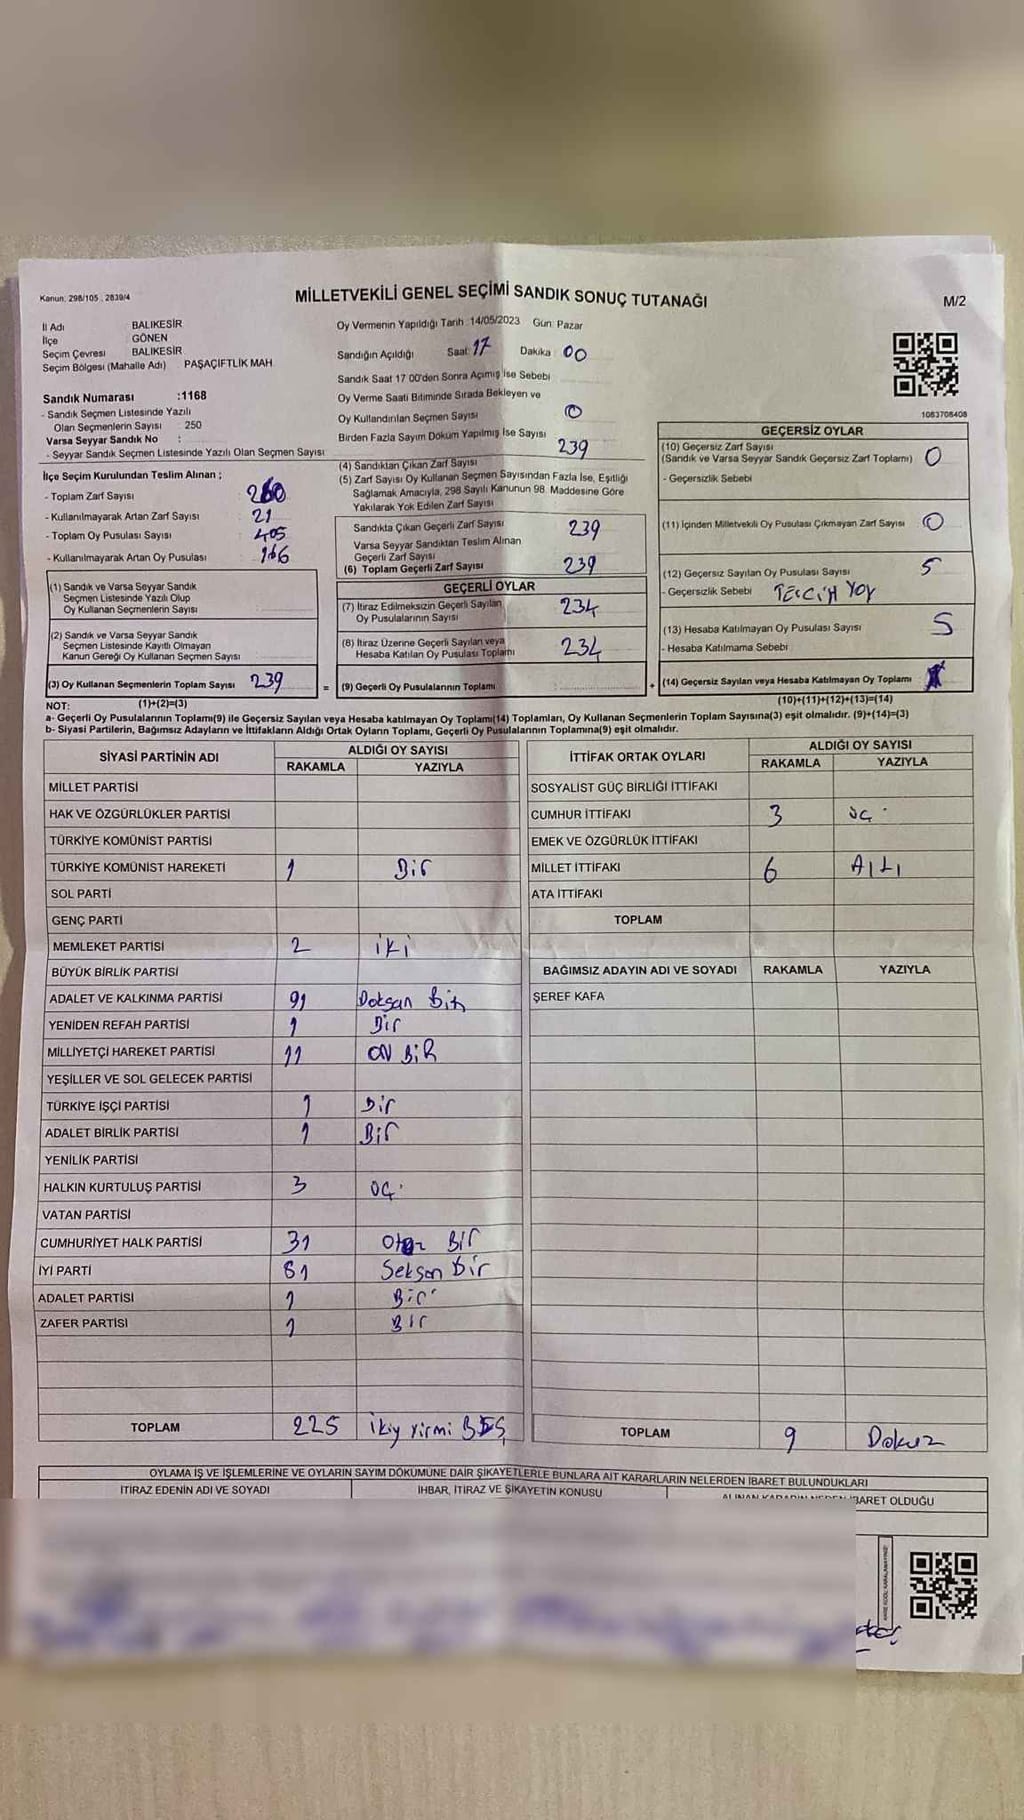 Kanun: 298/105 , 2839/4
MİLLETVEKİLİ GENEL SEÇİMİ SANDIK SONUÇ TUTANAĞI
M/2
İl Adı BALIKESİR
İlçe GÖNEN
Seçim Çevresi BALIKESİR
Seçim Bölgesi (Mahalle Adı) PAŞAÇİFTLİK MAH
Sandık Numarası :1168
- Sandık Seçmen Listesinde Yazılı
Olan Seçmenlerin Sayısı : 250
Varsa Seyyar Sandık No :
- Seyyar Sandık Seçmen Listesinde Yazılı Olan Seçmen Sayısı
İlçe Seçim Kurulundan Teslim Alınan ;
- Toplam Zarf Sayısı 260
- Kullanılmayarak Artan Zarf Sayısı 21
- Toplam Oy Pusulası Sayısı 405
- Kullanılmayarak Artan Oy Pusulası 166
(1) Sandık ve Varsa Seyyar Sandık
Seçmen Listesinde Yazılı Olup
Oy Kullanan Seçmenlerin Sayısı
(2) Sandık ve Varsa Seyyar Sandık
Seçmen Listesinde Kayıtlı Olmayan
Kanun Gereği Oy Kullanan Seçmen Sayısı
(3) Oy Kullanan Seçmenlerin Toplam Sayısı 239
Oy Vermenin Yapıldığı Tarih :14/05/2023 Gün: Pazar
Sandığın Açıldığı Saat: 17 Dakika : 00
Sandık Saat 17 00'den Sonra Açımış İse Sebebi
Oy Verme Saati Bitiminde Sırada Bekleyen ve
Oy Kullandırılan Seçmen Sayısı 0
Birden Fazla Sayım Döküm Yapılmış İse Sayısı
(4) Sandıktan Çıkan Zarf Sayısı 239
(5) Zarf Sayısı Oy Kullanan Seçmen Sayısından Fazla İse, Eşitliği
Sağlamak Amacıyla, 298 Sayılı Kanunun 98. Maddesine Göre
Yakılarak Yok Edilen Zarf Sayısı
Sandıkta Çıkan Geçerli Zarf Sayısı 239
Varsa Seyyar Sandıktan Teslim Alınan
Geçerli Zarf Sayısı
(6) Toplam Geçerli Zarf Sayısı 239
GEÇERLİ OYLAR
(7) İtiraz Edilmeksizin Geçerli Sayılan
Oy Pusulalarının Sayısı 234
(8) İtiraz Üzerine Geçerli Sayılan veya
Hesaba Katılan Oy Pusulası Toplamı 234
= (9) Geçerli Oy Pusulalarının Toplamı +
1083708408
GEÇERSİZ OYLAR
(10) Geçersiz Zarf Sayısı
(Sandık ve Varsa Seyyar Sandık Geçersiz Zarf Toplamı) 0
- Geçersizlik Sebebi
(11) İçinden Milletvekili Oy Pusulası Çıkmayan Zarf Sayısı 0
(12) Geçersiz Sayılan Oy Pusulası Sayısı 5
- Geçersizlik Sebebi TERCİH YOK
(13) Hesaba Katılmayan Oy Pusulası Sayısı 5
- Hesaba Katılmama Sebebi
(14) Geçersiz Sayılan veya Hesaba Katılmayan Oy Toplamı
NOT: (1)+(2)=(3) (10)+(11)+(12)+(13)=(14)
a- Geçerli Oy Pusulalarının Toplamı(9) ile Geçersiz Sayılan veya Hesaba katılmayan Oy Toplamı(14) Toplamları, Oy Kullanan Seçmenlerin Toplam Sayısına(3) eşit olmalıdır. (9)+(14)=(3)
b- Siyasi Partilerin, Bağımsız Adayların ve İttifakların Aldığı Ortak Oyların Toplamı, Geçerli Oy Pusulalarının Toplamına(9) eşit olmalıdır.
SİYASİ PARTİNİN ADI ALDIĞI OY SAYISI
RAKAMLA YAZIYLA
MİLLET PARTİSİ
HAK VE ÖZGÜRLÜKLER PARTİSİ
TÜRKİYE KOMÜNİST PARTİSİ
TÜRKİYE KOMÜNİST HAREKETİ 1 Bir
SOL PARTİ
GENÇ PARTİ
MEMLEKET PARTİSİ 2 iki
BÜYÜK BİRLİK PARTİSİ
ADALET VE KALKINMA PARTİSİ 91 Doksan Bir
YENİDEN REFAH PARTİSİ 1 Bir
MİLLİYETÇİ HAREKET PARTİSİ 11 ON BİR
YEŞİLLER VE SOL GELECEK PARTİSİ
TÜRKİYE İŞÇİ PARTİSİ 1 Bir
ADALET BİRLİK PARTİSİ 1 Bir
YENİLİK PARTİSİ
HALKIN KURTULUŞ PARTİSİ 3 ÜÇ
VATAN PARTİSİ
CUMHURİYET HALK PARTİSİ 31 Otuz Bir
İYİ PARTİ 81 Seksan Bir
ADALET PARTİSİ 1 Bir
ZAFER PARTİSİ 1 Bir
TOPLAM 225 ikiy yirmi BEŞ
İTTİFAK ORTAK OYLARI ALDIĞI OY SAYISI
RAKAMLA YAZIYLA
SOSYALİST GÜÇ BİRLİĞİ İTTİFAKI
CUMHUR İTTİFAKI 3 üç
EMEK VE ÖZGÜRLÜK İTTİFAKI
MİLLET İTTİFAKI 6 Altı
ATA İTTİFAKI
TOPLAM
BAĞIMSIZ ADAYIN ADI VE SOYADI RAKAMLA YAZIYLA
ŞEREF KAFA
TOPLAM 9 Dokuz
OYLAMA İŞ VE İŞLEMLERİNE VE OYLARIN SAYIM DÖKÜMÜNE DAİR ŞİKAYETLERLE BUNLARA AİT KARARLARIN NELERDEN İBARET BULUNDUKLARI
İTİRAZ EDENİN ADI VE SOYADI İHBAR, İTİRAZ VE ŞİKAYETİN KONUSU